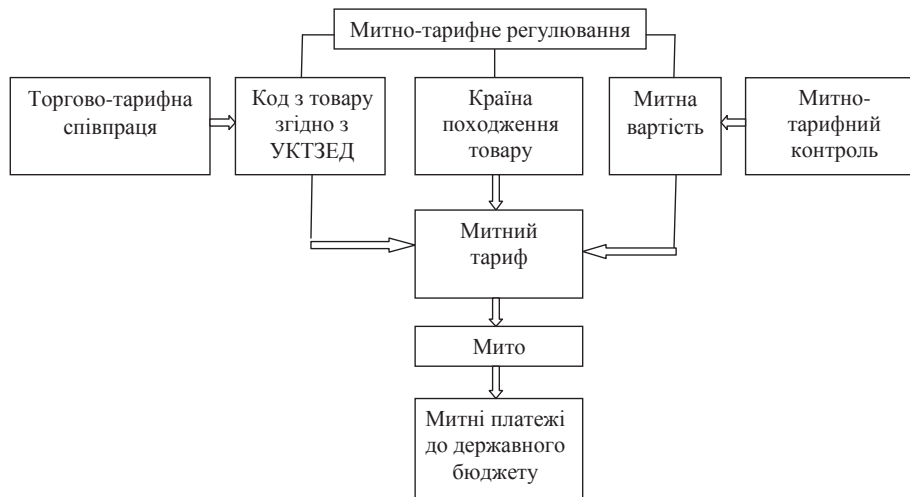 Митно-тарифне регулювання
Торгово-тарифна
співпраця
Код з товару
згідно з
УКТЗЕД
Країна
походження
товару
Митна
вартість
Митно-
тарифний
контроль
Митний
тариф
Мито
Митні платежі
до державного
бюджету